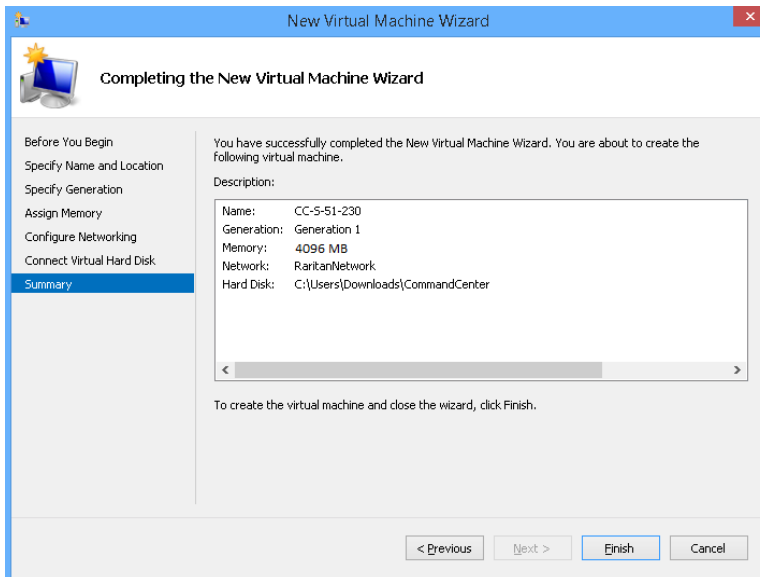 New Virtual Machine Wizard
Completing the New Virtual Machine Wizard
Before You Begin
Specify Name and Location
Specify Generation
Assign Memory
Configure Networking
Connect Virtual Hard Disk
Summary
You have successfully completed the New Virtual Machine Wizard. You are about to create the
following virtual machine.
Description:
Name: CC-S-51-230
Generation: Generation 1
Memory: 4096 MB
Network: RaritanNetwork
Hard Disk: C:\Users\Downloads\CommandCenter
To create the virtual machine and close the wizard, click Finish.
< Previous Next > Finish Cancel